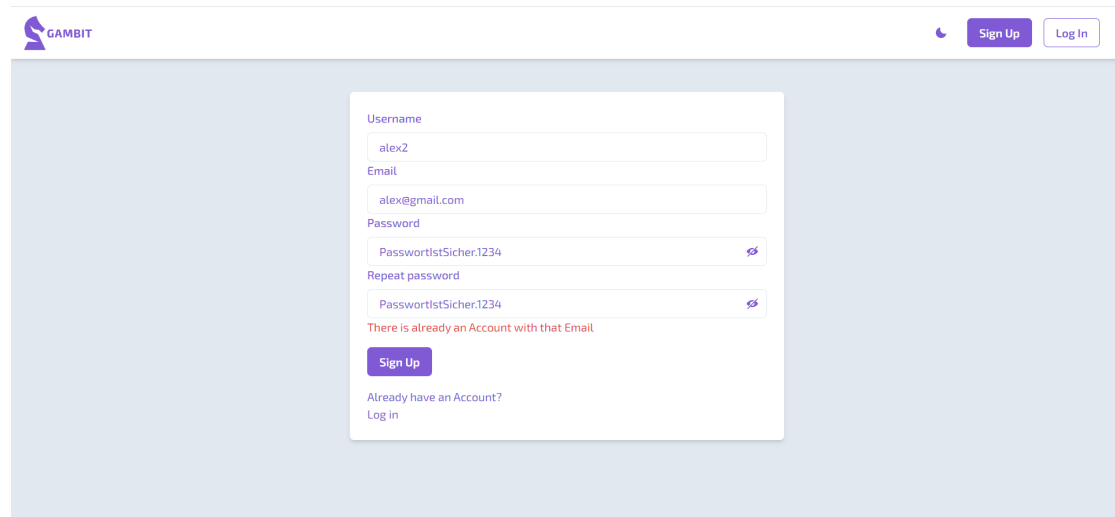 GAMBIT
Sign Up
Log In
Username
alex2
Email
alex@gmail.com
Password
PasswortIstSicher.1234
Repeat password
PasswortIstSicher.1234
There is already an Account with that Email
Sign Up
Already have an Account?
Log in